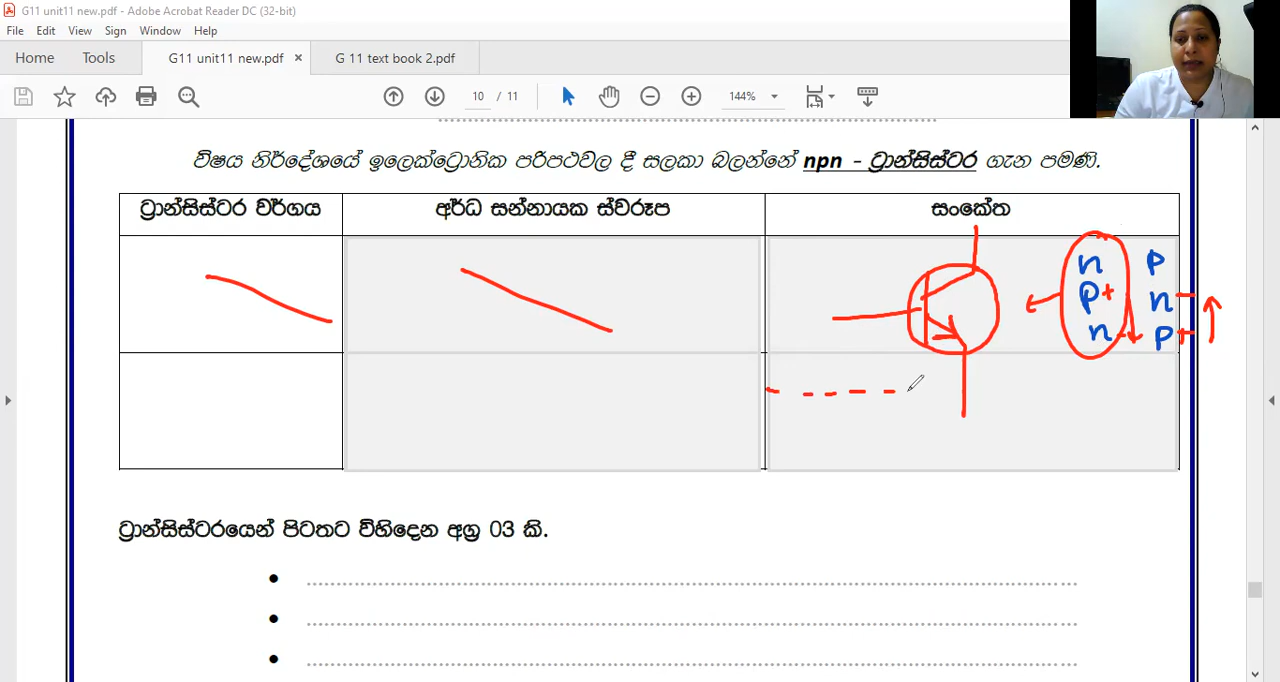 G11 unit11 new.pdf - Adobe Acrobat Reader DC (32-bit)
File Edit View Sign Window Help
Home Tools G11 unit11 new.pdf × G 11 text book 2.pdf
10 / 11 144%
විෂය නිර්දේශයේ ඉලෙක්ට්‍රොනික පරිපථවල දී සලකා බලන්නේ npn - ට්‍රාන්සිස්ටර ගැන පමණි.
ට්‍රාන්සිස්ටර වර්ගය අර්ධ සන්නායක ස්වරූප සංකේත
n P
P+ n -
n - P+
ට්‍රාන්සිස්ටරයෙන් පිටතට විහිදෙන අග්‍ර 03 කි.